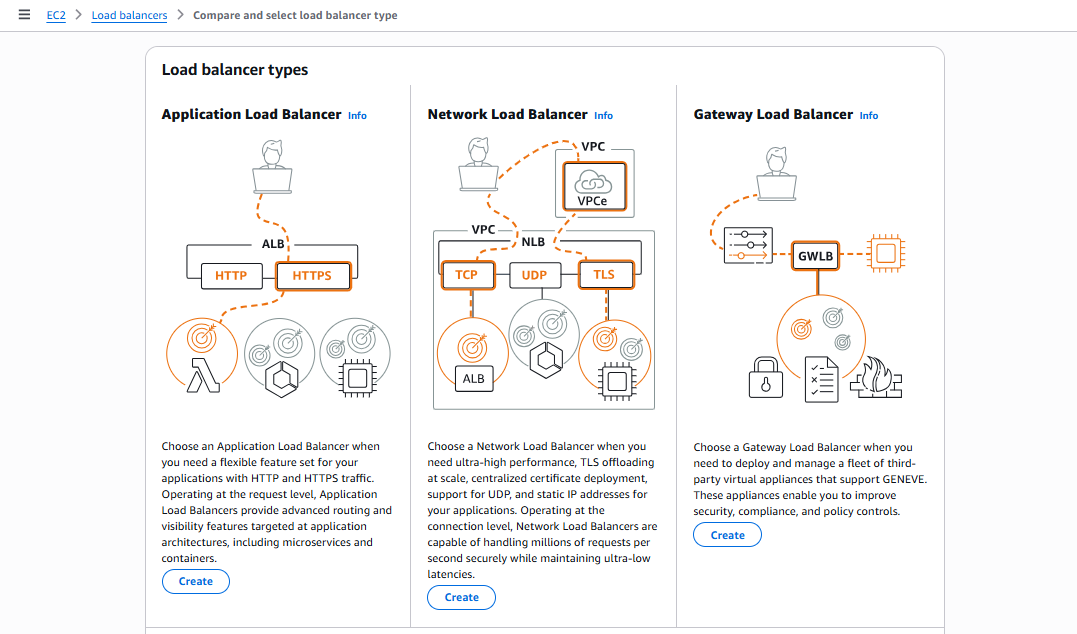 EC2 > Load balancers > Compare and select load balancer type
Load balancer types
Application Load Balancer Info
ALB
HTTP HTTPS
Choose an Application Load Balancer when
you need a flexible feature set for your
applications with HTTP and HTTPS traffic.
Operating at the request level, Application
Load Balancers provide advanced routing and
visibility features targeted at application
architectures, including microservices and
containers.
Create
Network Load Balancer Info
VPC
VPCe
VPC
NLB
TCP UDP TLS
ALB
Choose a Network Load Balancer when you
need ultra-high performance, TLS offloading
at scale, centralized certificate deployment,
support for UDP, and static IP addresses for
your applications. Operating at the
connection level, Network Load Balancers are
capable of handling millions of requests per
second securely while maintaining ultra-low
latencies.
Create
Gateway Load Balancer Info
GWLB
Choose a Gateway Load Balancer when you
need to deploy and manage a fleet of third-
party virtual appliances that support GENEVE.
These appliances enable you to improve
security, compliance, and policy controls.
Create